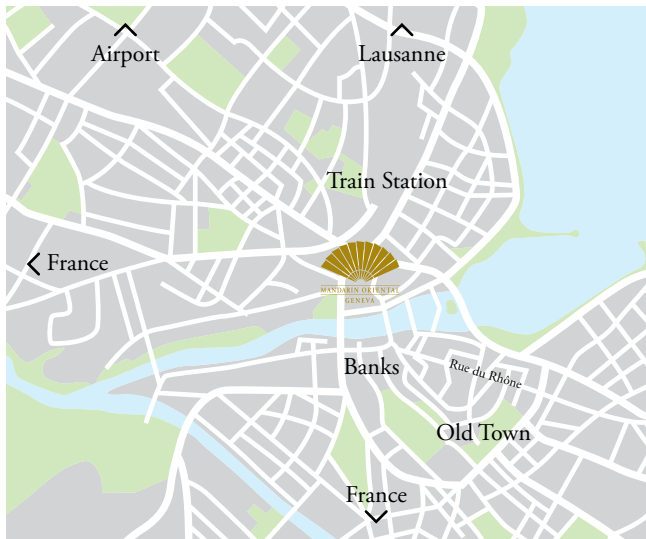 Airport
Lausanne
Train Station
France
MANDARIN ORIENTAL
GENEVA
Banks
Rue du Rhône
Old Town
France